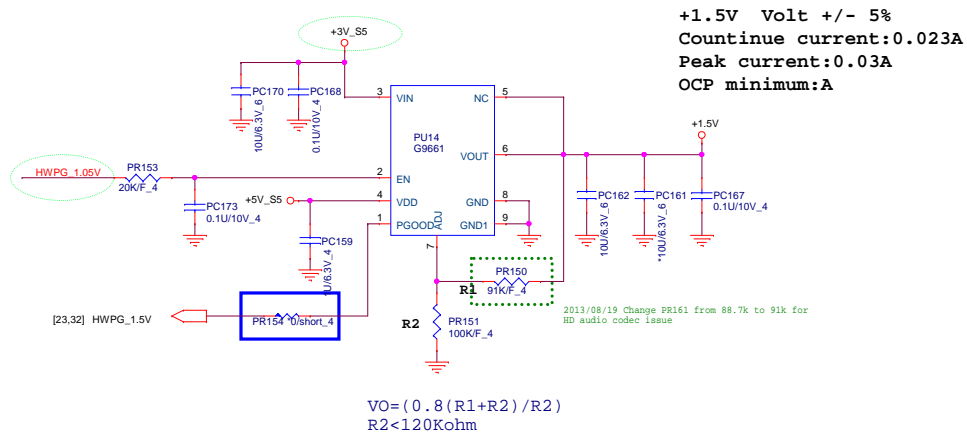 +1.5V Volt +/- 5%
Countinue current:0.023A
Peak current:0.03A
OCP minimum:A
+3V_S5
PC170
10U/6.3V_6
PC168
0.1U/10V_4
3
VIN
NC
5
PU14
G9661
+1.5V
VOUT
6
HWPG_1.05V
PR153
20K/F_4
2
EN
PC173
0.1U/10V_4
+5V_S5
4
VDD
GND
8
1
PGOOD
ADJ
GND1
9
7
PC162
10U/6.3V_6
PC161
*10U/6.3V_6
PC167
0.1U/10V_4
PC159
1U/6.3V_4
R1
PR150
91K/F_4
2013/08/19 Change PR161 from 88.7k to 91k for
HD audio codec issue
[23,32] HWPG_1.5V
PR154 *0/short_4
R2
PR151
100K/F_4
VO=(0.8(R1+R2)/R2)
R2<120Kohm